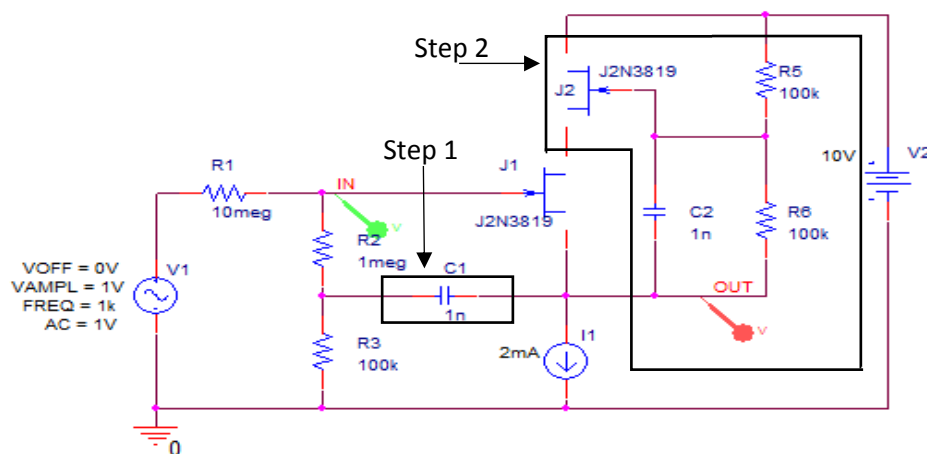 Step 2
J2N3819
J2
R5
100k
Step 1
R1
10meg
IN
J1
J2N3819
V
R2
1meg
C1
1n
C2
1n
R6
100k
10V
V2
VOFF = 0V
VAMPL = 1V
FREQ = 1k
AC = 1V
V1
R3
100k
2mA
I1
OUT
V
0